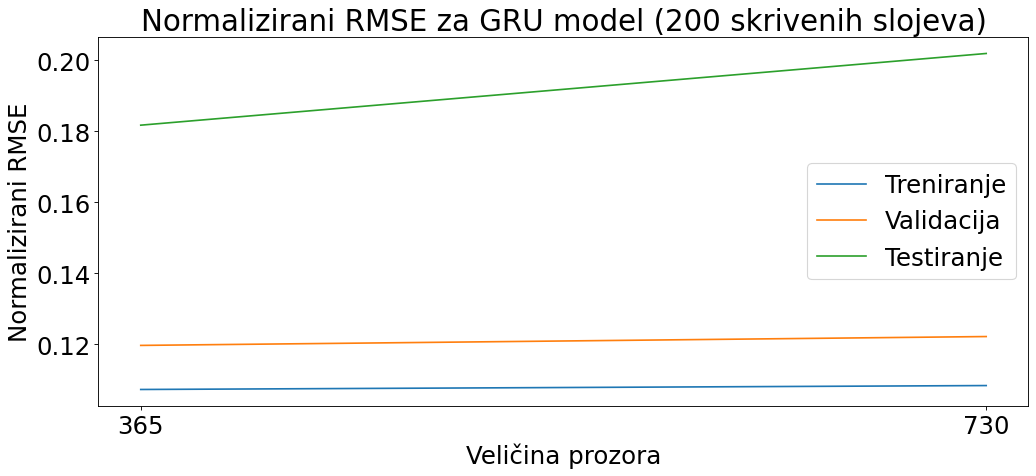 Normalizirani RMSE za GRU model (200 skrivenih slojeva)
Normalizirani RMSE
0.20
0.18
0.16
0.14
0.12
Treniranje
Validacija
Testiranje
365
730
Veličina prozora